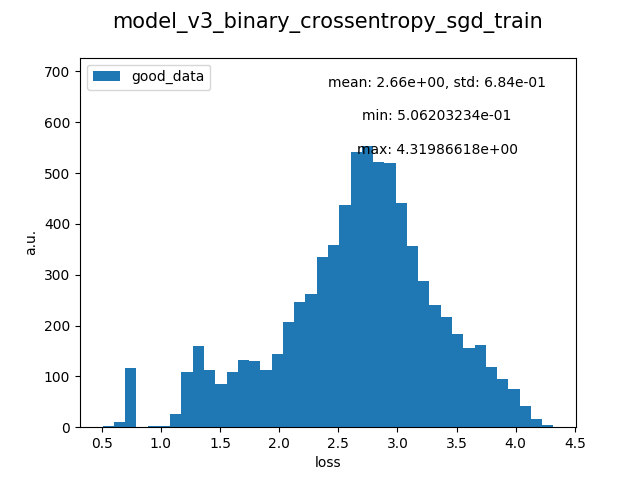 model_v3_binary_crossentropy_sgd_train
good_data
mean: 2.66e+00, std: 6.84e-01
min: 5.06203234e-01
max: 4.31986618e+00
700
600
500
400
300
200
100
0
a.u.
0.5 1.0 1.5 2.0 2.5 3.0 3.5 4.0 4.5
loss